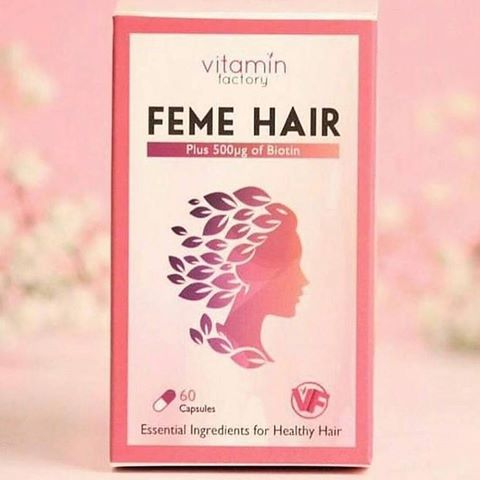 vitamin
factory
FEME HAIR
Plus 500µg of Biotin
60
Capsules
VF
Essential Ingredients for Healthy Hair